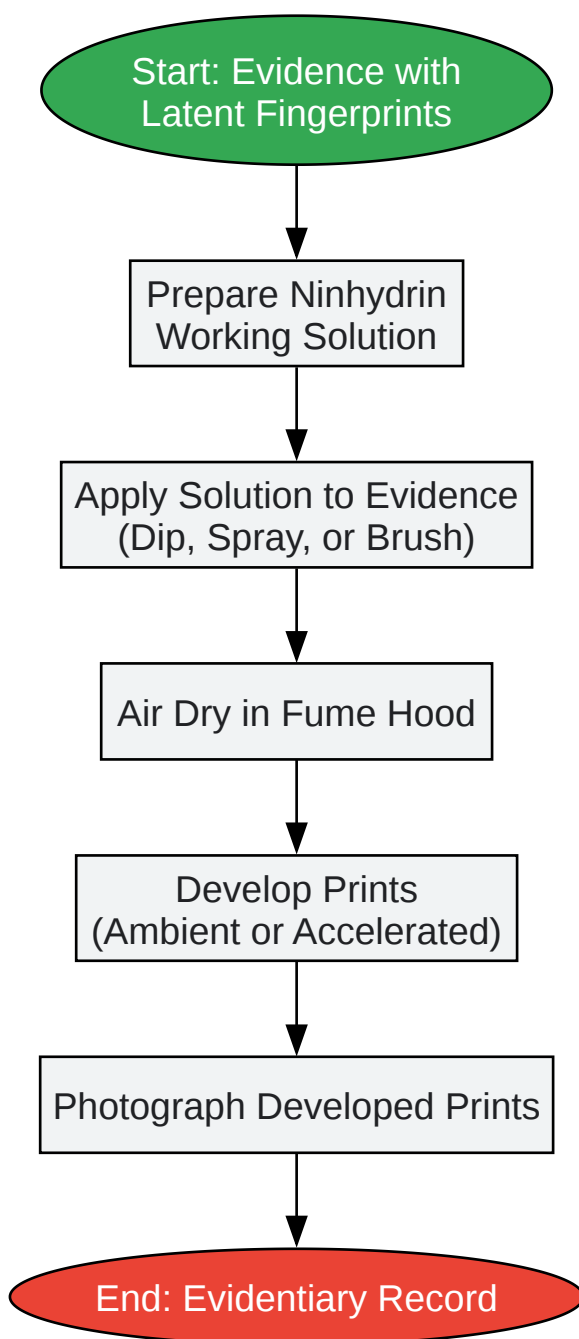 Start: Evidence with
Latent Fingerprints
Prepare Ninhydrin
Working Solution
Apply Solution to Evidence
(Dip, Spray, or Brush)
Air Dry in Fume Hood
Develop Prints
(Ambient or Accelerated)
Photograph Developed Prints
End: Evidentiary Record